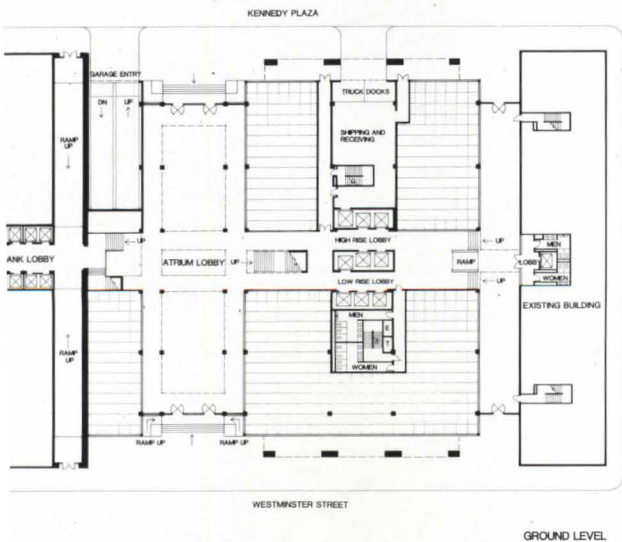 KENNEDY PLAZA
GARAGE ENTRY
DN UP
TRUCK DOCKS
SHIPPING AND
RECEIVING
RAMP
UP
UP
HIGH RISE LOBBY
UP
MEN
ANK LOBBY
ATRIUM LOBBY
UP
RAMP
LOBBY
LOW RISE LOBBY
UP
WOMEN
UP
EXISTING BUILDING
MEN
E
T
RAMP
UP
WOMEN
RAMP UP
RAMP UP
WESTMINSTER STREET
GROUND LEVEL